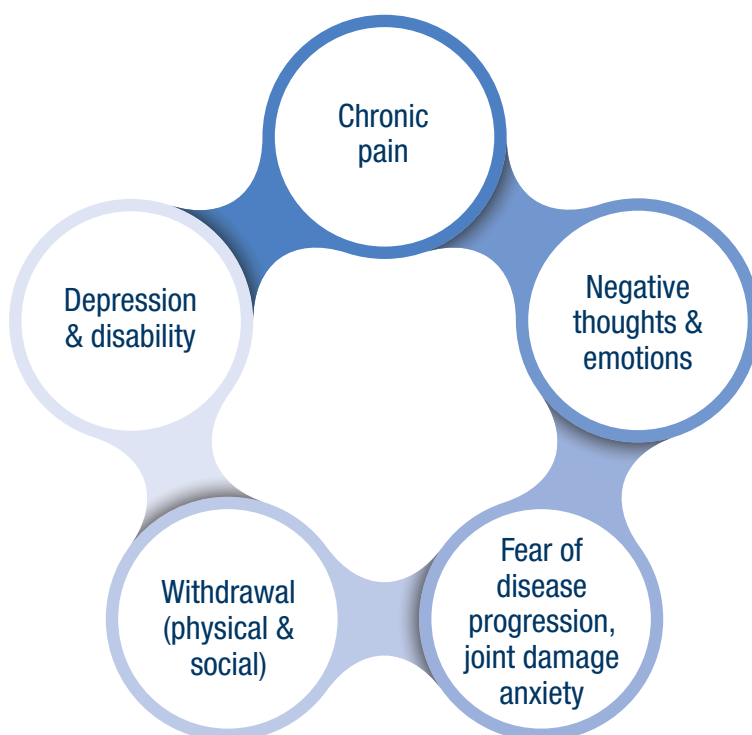 Chronic
pain
Negative
thoughts &
emotions
Fear of
disease
progression,
joint damage
anxiety
Withdrawal
(physical &
social)
Depression
& disability